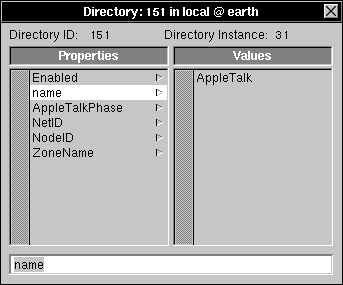 Directory: 151 in local @ earth
Directory ID: 151 Directory Instance: 31
Properties Values
Enabled AppleTalk
name
AppleTalkPhase
NetID
NodeID
ZoneName
name